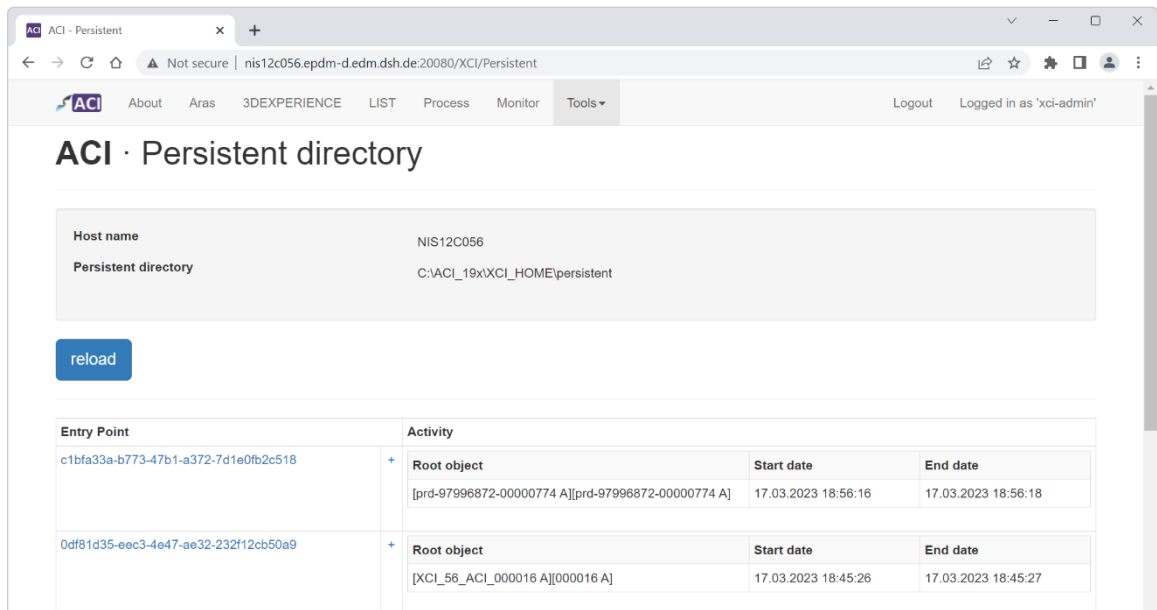 ACI ACI - Persistent
Not secure | nis12c056.epdm-d.edm.dsh.de:20080/XCI/Persistent
ACI About Aras 3DEXPERIENCE LIST Process Monitor Tools Logout Logged in as 'xci-admin'
ACI · Persistent directory
Host name NIS12C056
Persistent directory C:\ACI_19x\XCI_HOME\persistent
reload
Entry Point Activity
c1bfa33a-b773-47b1-a372-7d1e0fb2c518 + Root object Start date End date
[prd-97996872-00000774 A][prd-97996872-00000774 A] 17.03.2023 18:56:16 17.03.2023 18:56:18
0df81d35-eec3-4e47-ae32-232f12cb50a9 + Root object Start date End date
[XCI_56_ACI_000016 A][000016 A] 17.03.2023 18:45:26 17.03.2023 18:45:27